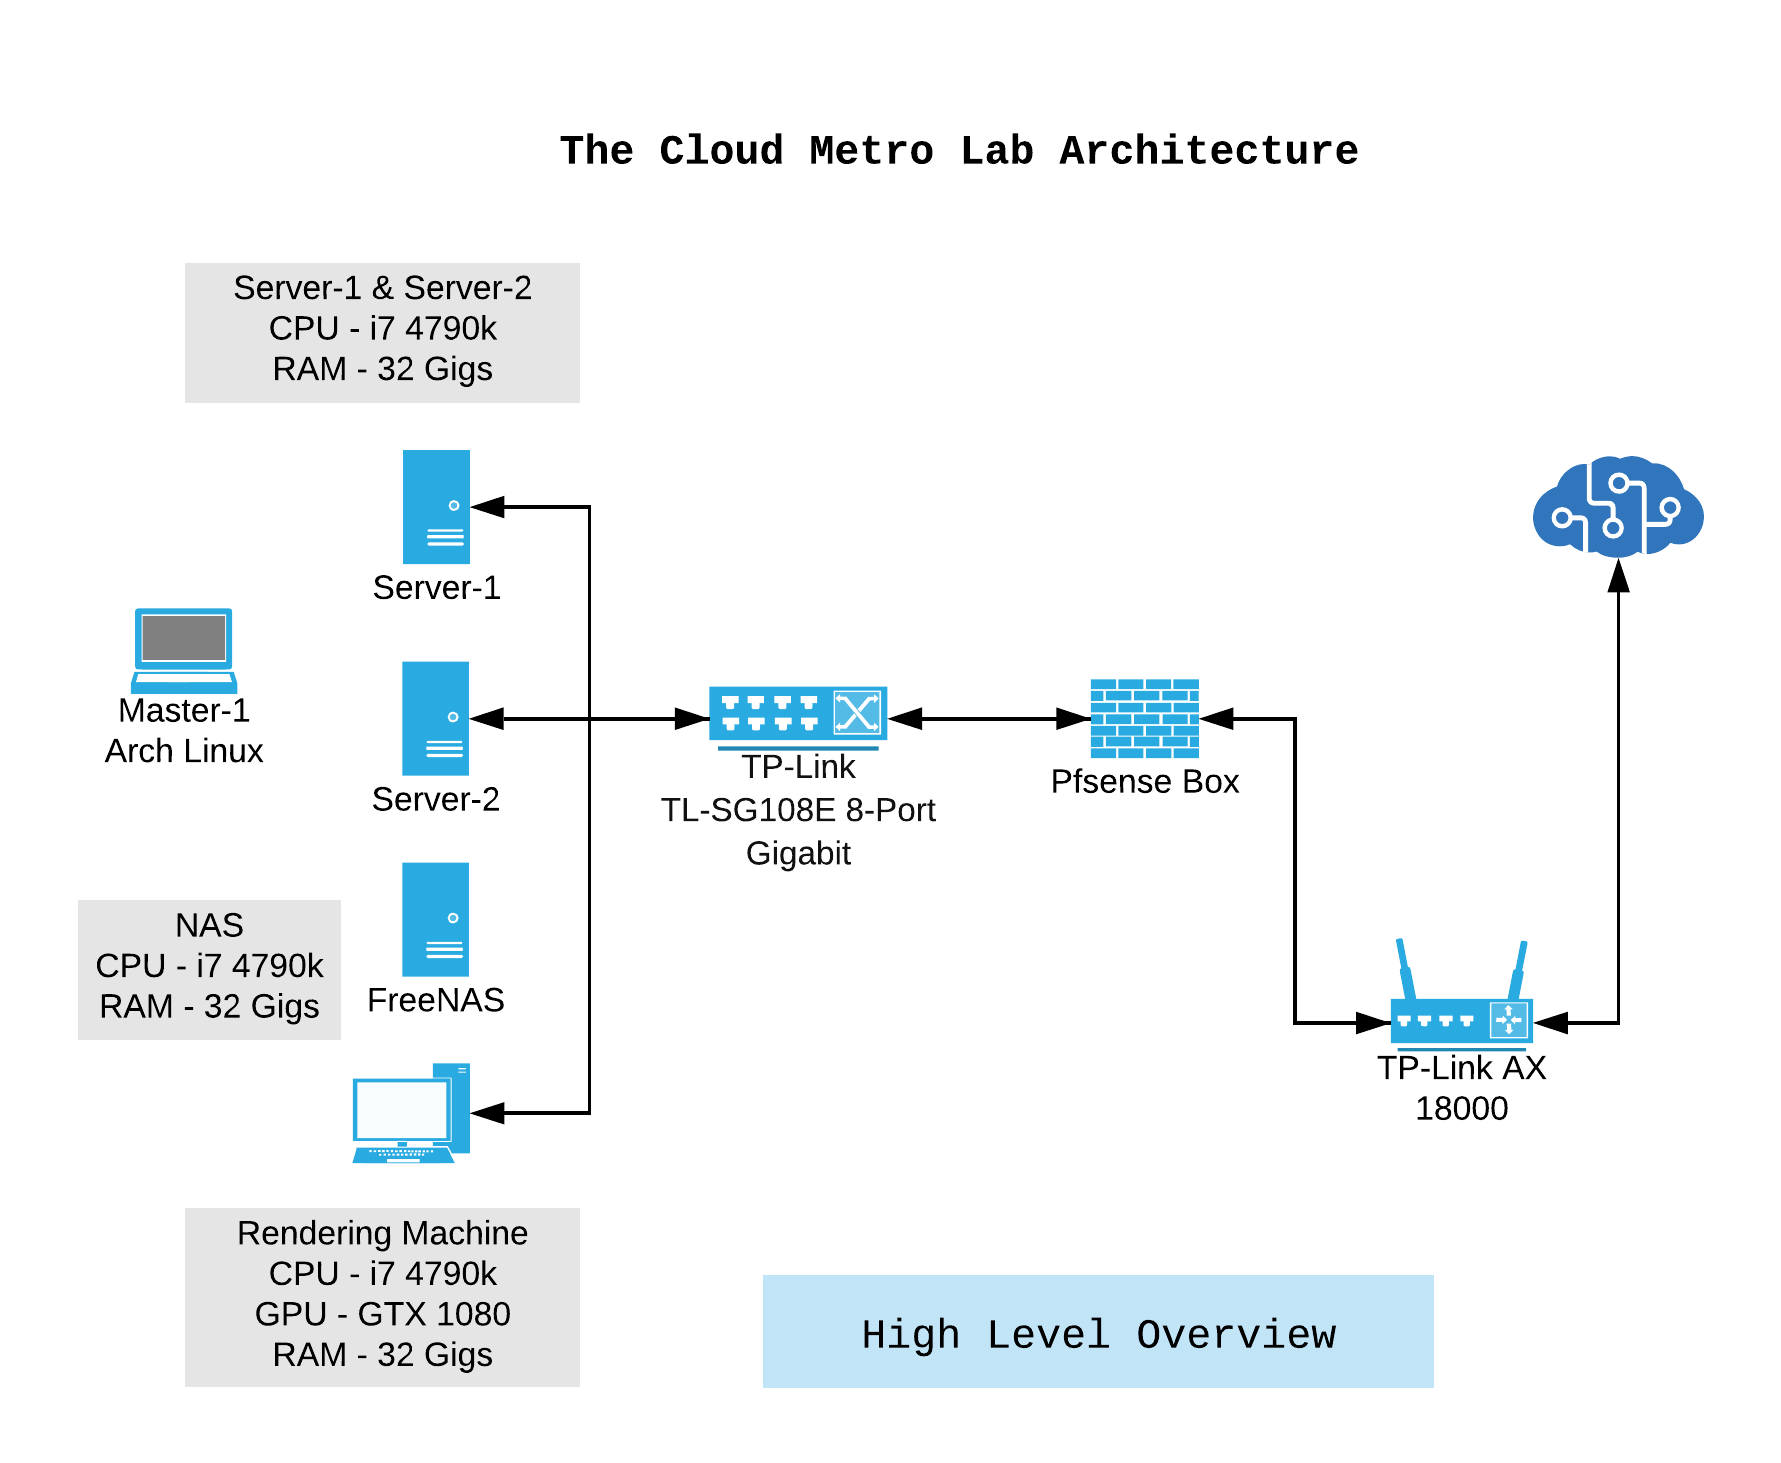 The Cloud Metro Lab Architecture
Server-1 & Server-2
CPU - i7 4790k
RAM - 32 Gigs
Server-1
Master-1
Arch Linux
Server-2
TP-Link
TL-SG108E 8-Port
Gigabit
Pfsense Box
NAS
CPU - i7 4790k
RAM - 32 Gigs
FreeNAS
TP-Link AX
18000
Rendering Machine
CPU - i7 4790k
GPU - GTX 1080
RAM - 32 Gigs
High Level Overview